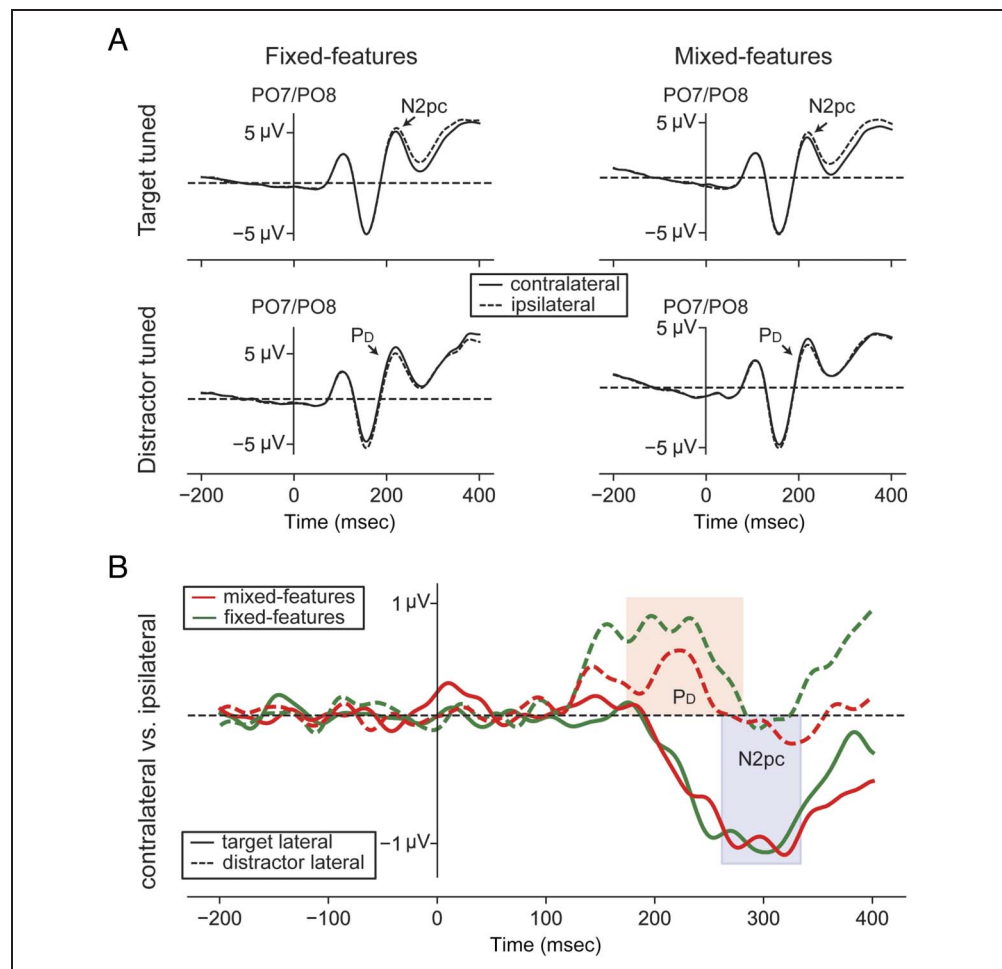 A
Fixed-features
Mixed-features
Target tuned
PO7/PO8
N2pc
5 µV
−5 µV
PO7/PO8
N2pc
5 µV
−5 µV
contralateral
ipsilateral
Distractor tuned
PO7/PO8
PD
5 µV
−5 µV
PO7/PO8
PD
5 µV
−5 µV
−200 0 200 400
Time (msec)
−200 0 200 400
Time (msec)
B
contralateral vs. ipsilateral
mixed-features
fixed-features
1 µV
PD
N2pc
−1 µV
target lateral
distractor lateral
−200 −100 0 100 200 300 400
Time (msec)